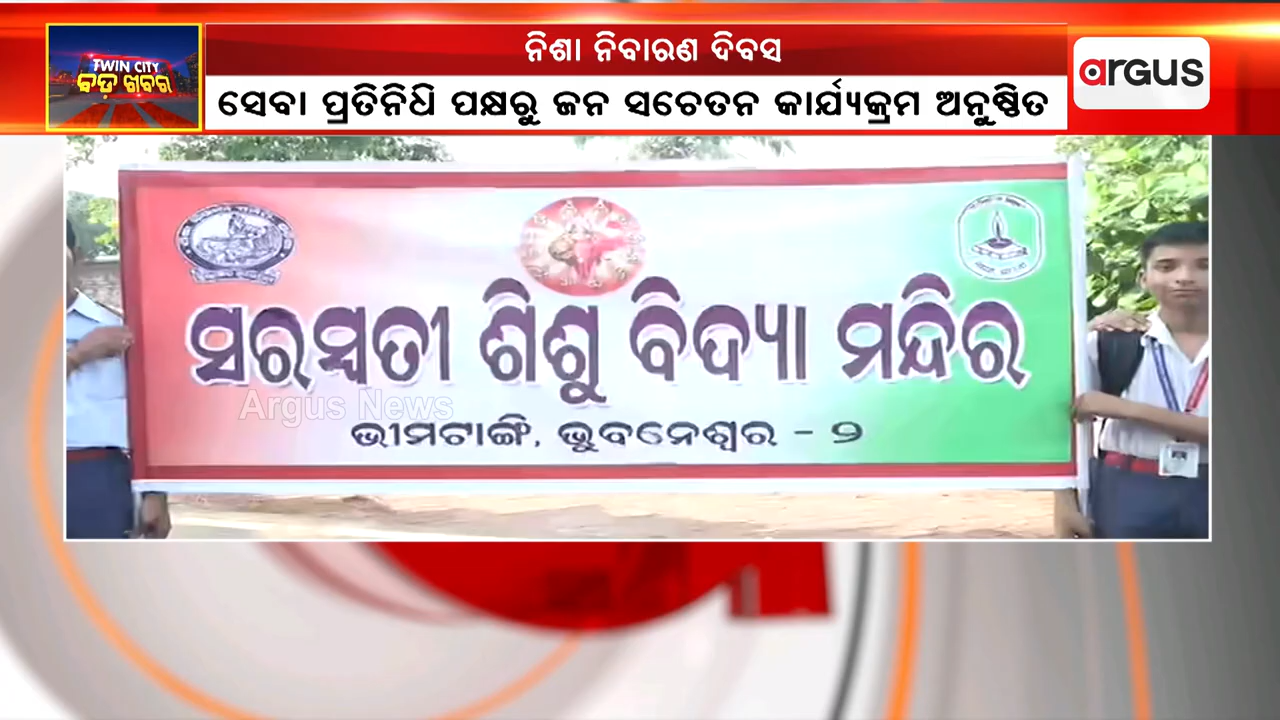 ନିଶା ନିବାରଣ ଦିବସ
TWIN CITY
ବଡ଼ ଖବର
ସେବା ପ୍ରତିନିଧି ପକ୍ଷରୁ ଜନ ସଚେତନ କାର୍ଯ୍ୟକ୍ରମ ଅନୁଷ୍ଠିତ
argus
ସରସ୍ୱତୀ ଶିଶୁ ବିଦ୍ୟା ମନ୍ଦିର
Argus News
ଭୀମଟାଙ୍ଗି, ଭୁବନେଶ୍ୱର - ୨